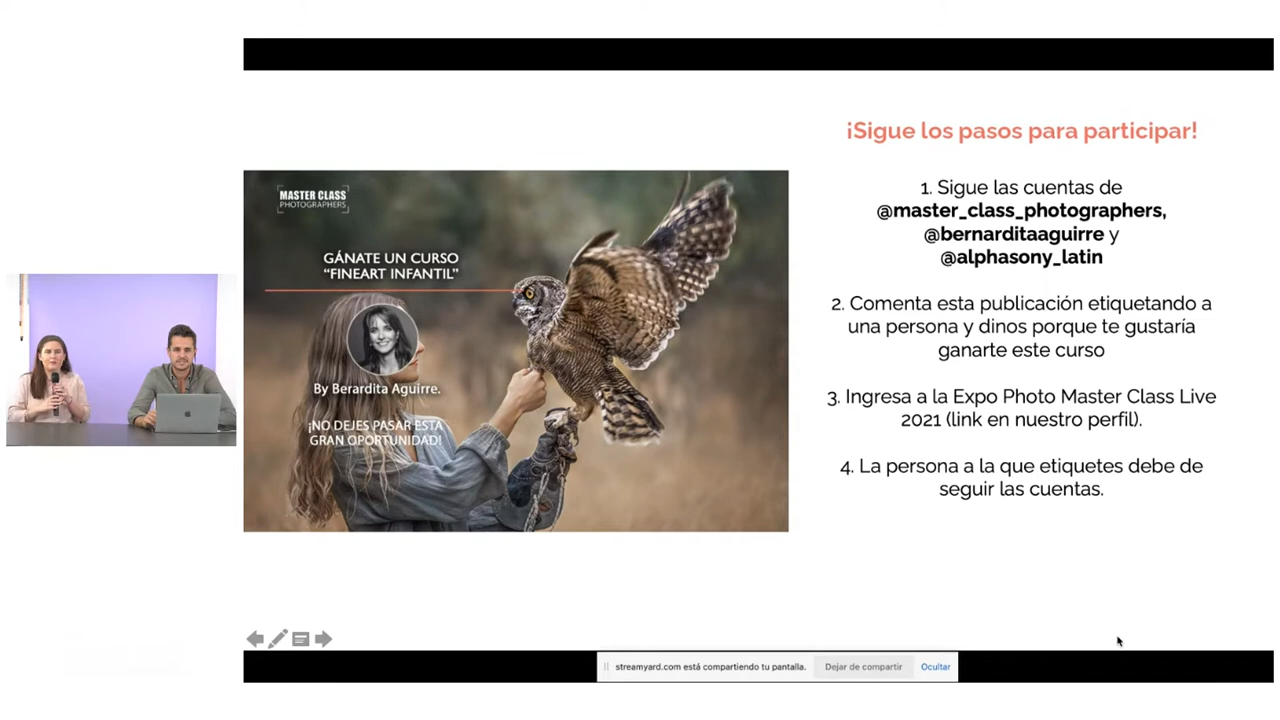 MASTER CLASS
PHOTOGRAPHERS
GÁNATE UN CURSO
“FINEART INFANTIL”
By Berardita Aguirre.
¡NO DEJES PASAR ESTA
GRAN OPORTUNIDAD!
¡Sigue los pasos para participar!
1. Sigue las cuentas de
@master_class_photographers,
@bernarditaaguirre y
@alphasony_latin
2. Comenta esta publicación etiquetando a
una persona y dinos porque te gustaría
ganarte este curso
3. Ingresa a la Expo Photo Master Class Live
2021 (link en nuestro perfil).
4. La persona a la que etiquetes debe de
seguir las cuentas.
streamyard.com está compartiendo tu pantalla.
Dejar de compartir
Ocultar